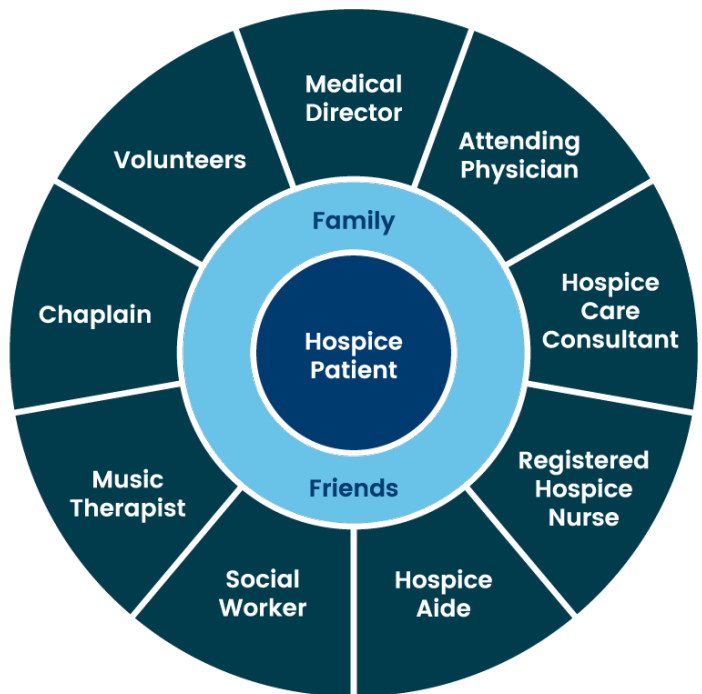 Medical
Director
Attending
Physician
Hospice
Care
Consultant
Registered
Hospice
Nurse
Hospice
Aide
Social
Worker
Music
Therapist
Chaplain
Volunteers
Family
Hospice
Patient
Friends